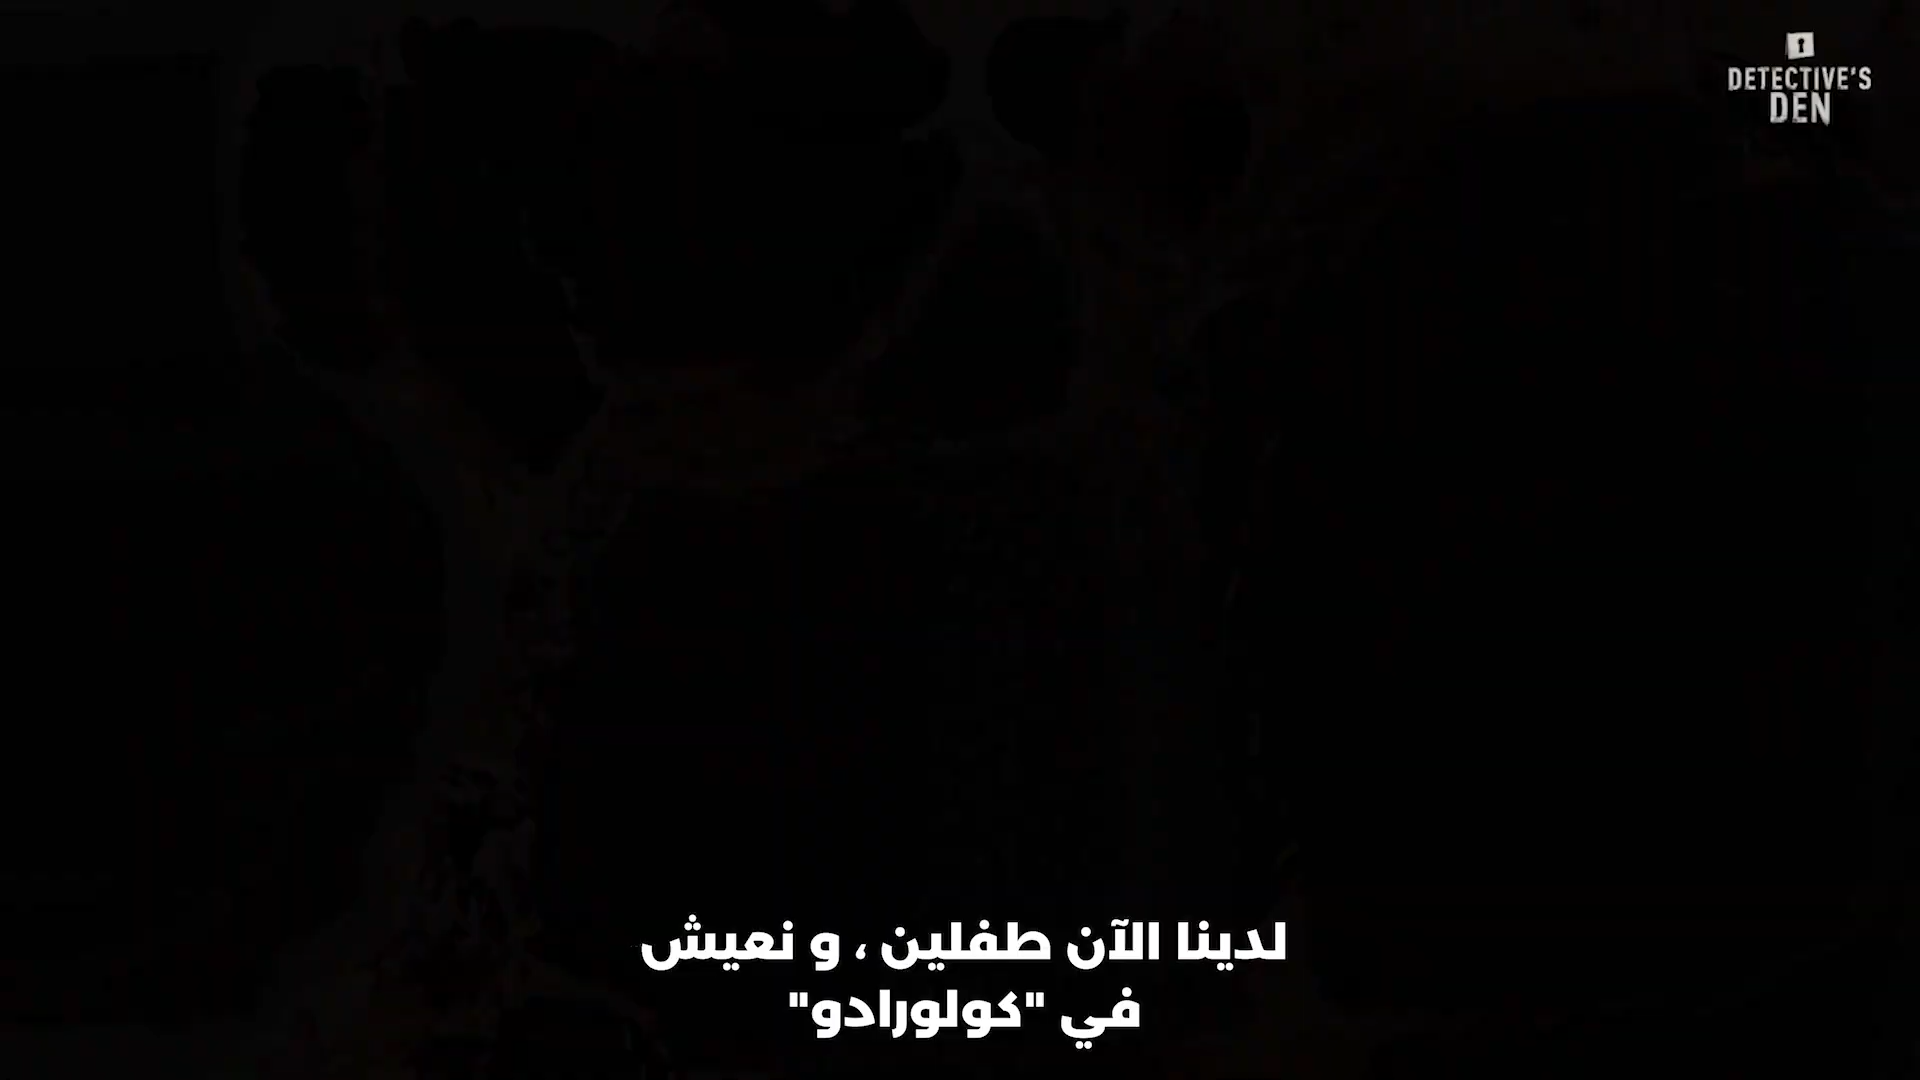 DETECTIVE'S
DEN
لدينا الآن طفلين ، و نعيش
في "كولورادو"